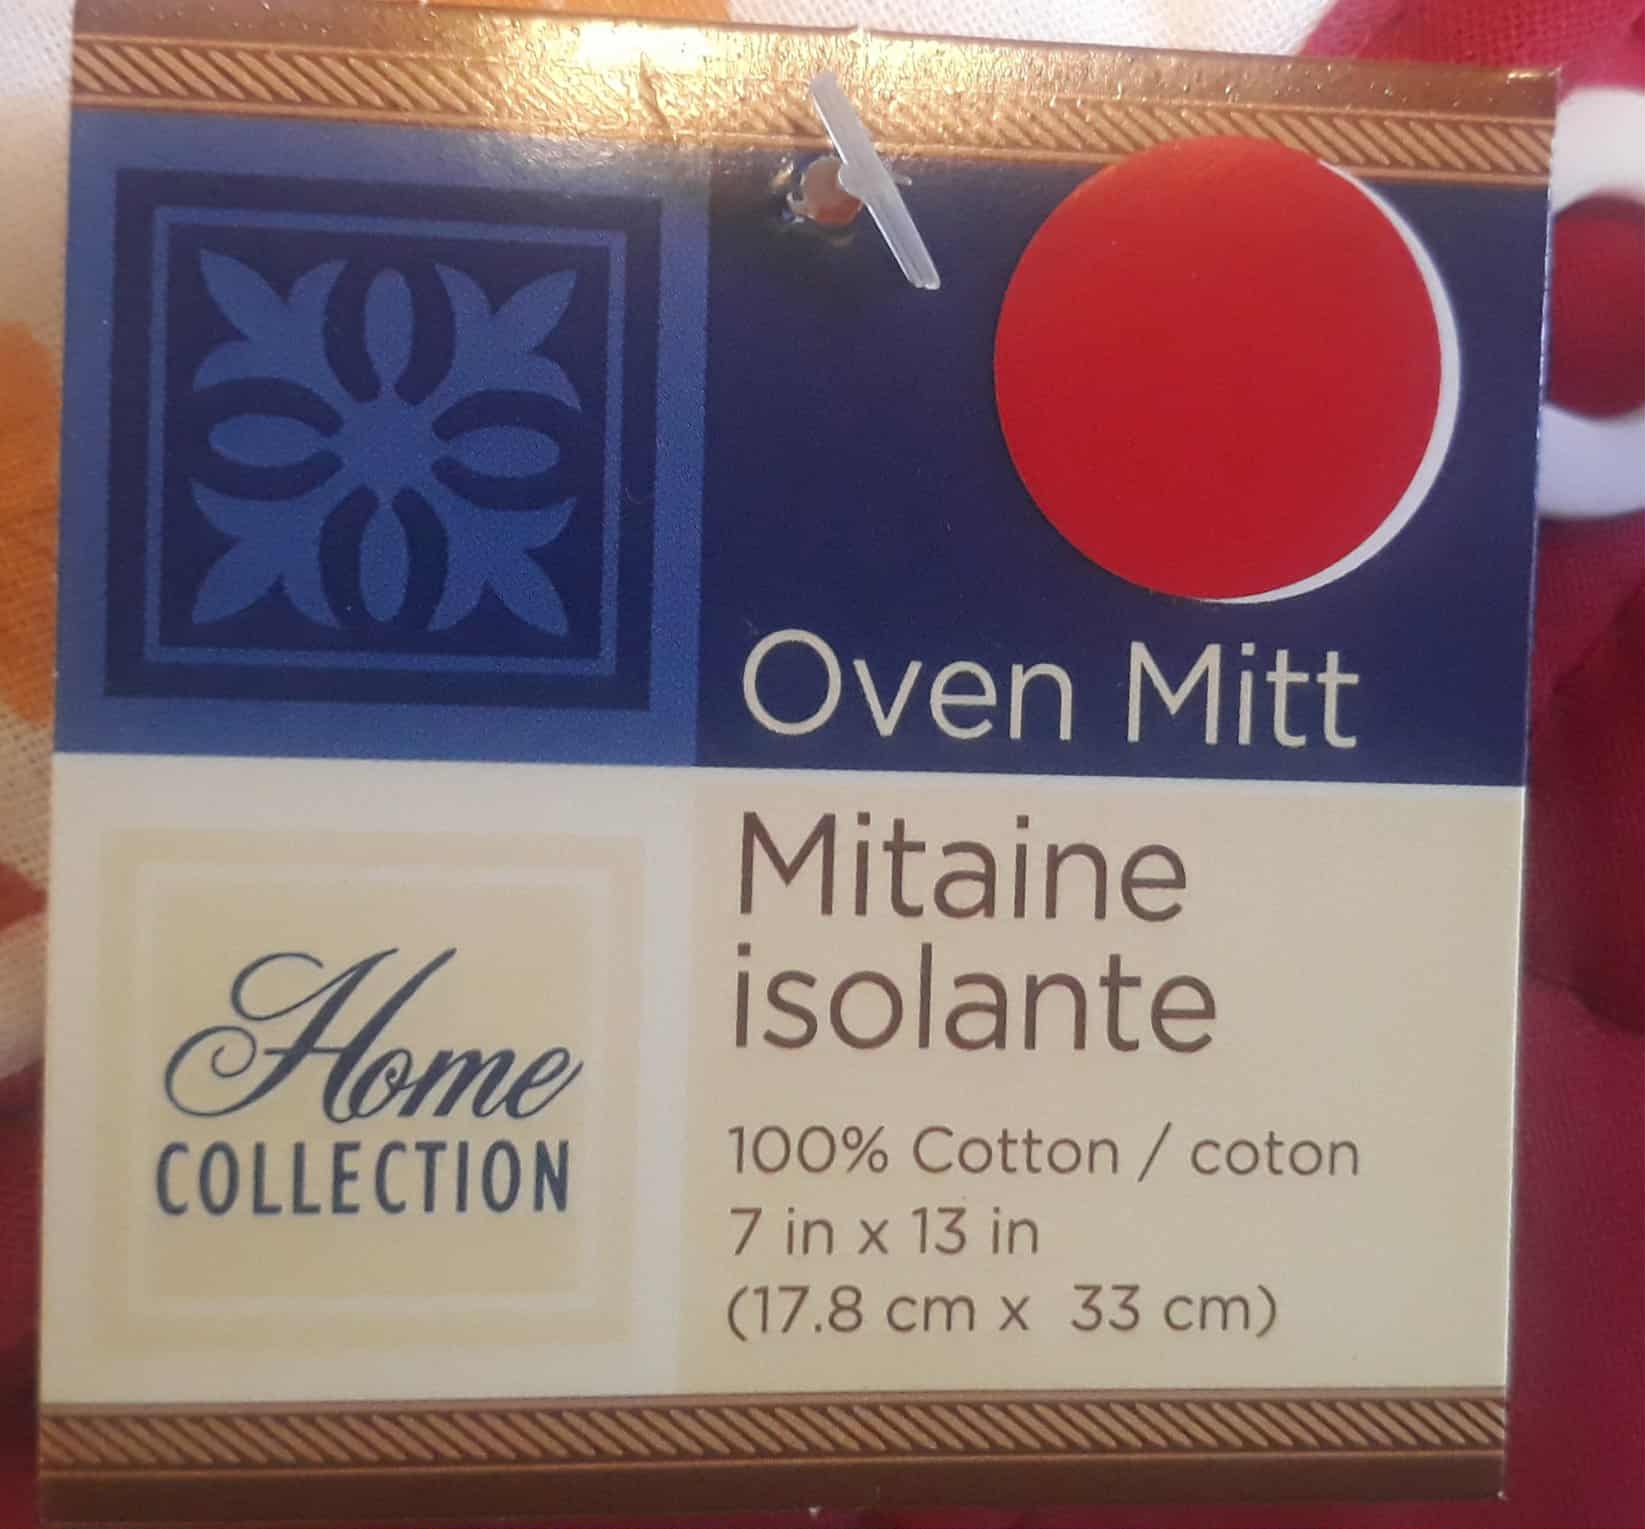 Oven Mitt
Mitaine
isolante
Home
COLLECTION
100% Cotton / coton
7 in x 13 in
(17.8 cm x 33 cm)